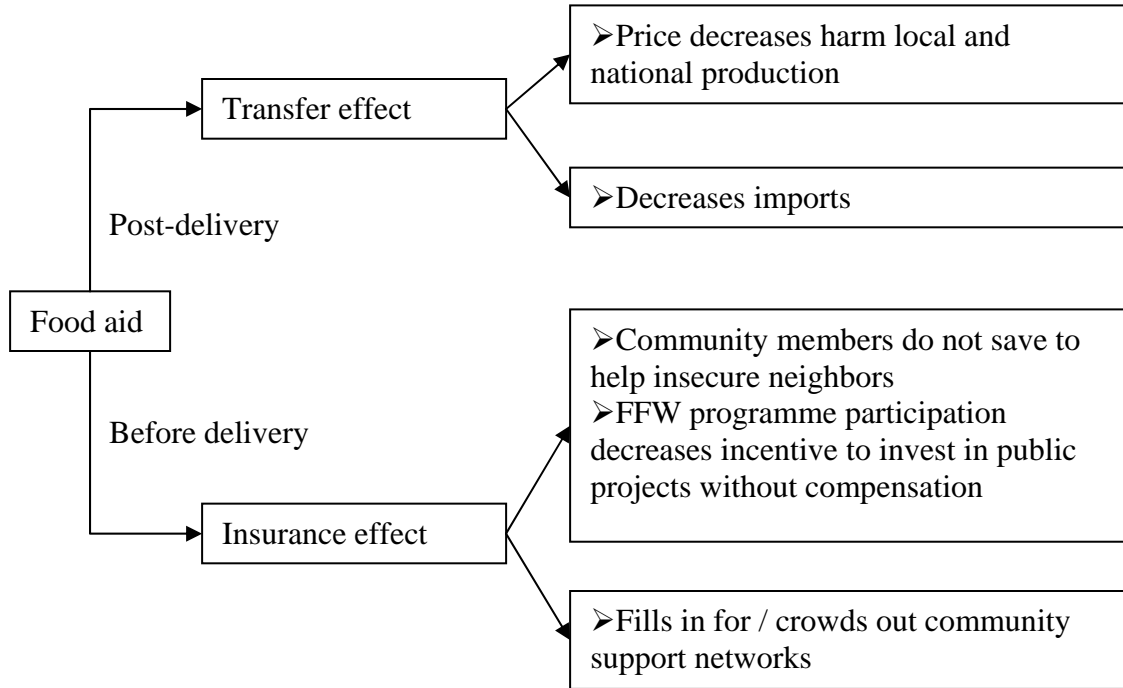 ➢Price decreases harm local and
national production
Transfer effect
➢Decreases imports
Post-delivery
Food aid
➢Community members do not save to
help insecure neighbors
➢FFW programme participation
decreases incentive to invest in public
projects without compensation
Before delivery
Insurance effect
➢Fills in for / crowds out community
support networks